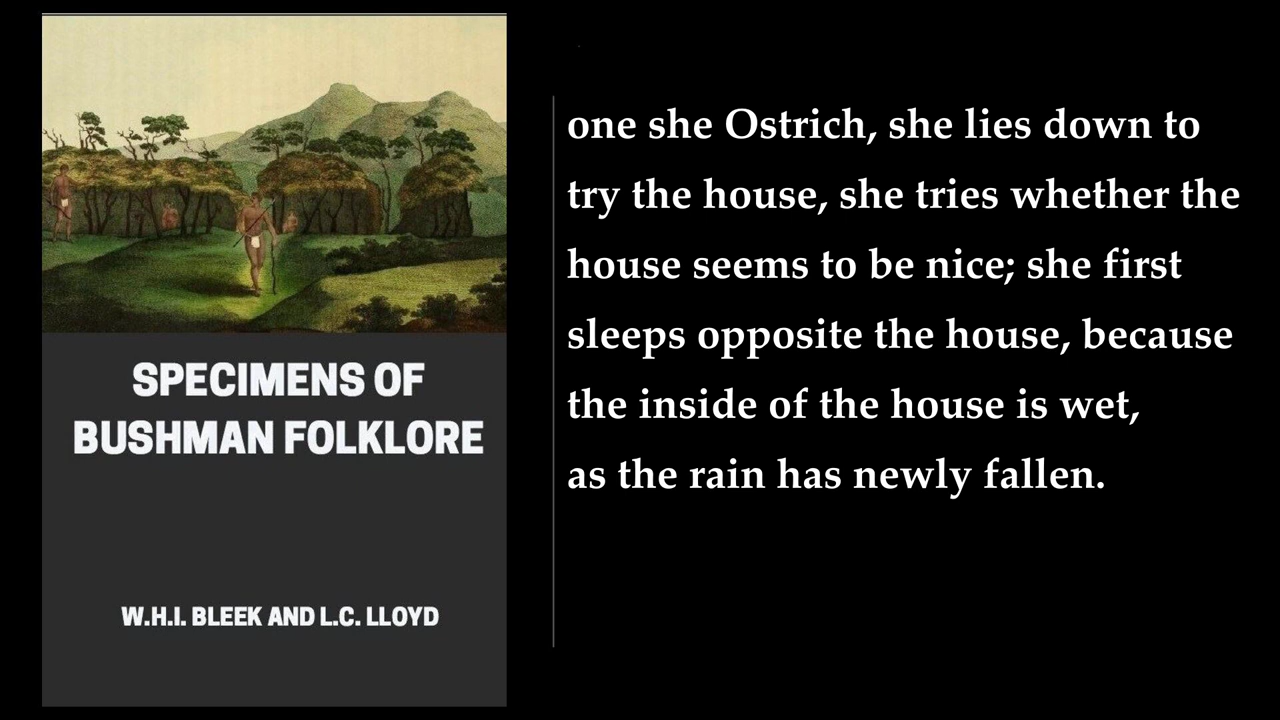 SPECIMENS OF
BUSHMAN FOLKLORE
W.H.I. BLEEK AND L.C. LLOYD
one she Ostrich, she lies down to
try the house, she tries whether the
house seems to be nice; she first
sleeps opposite the house, because
the inside of the house is wet,
as the rain has newly fallen.